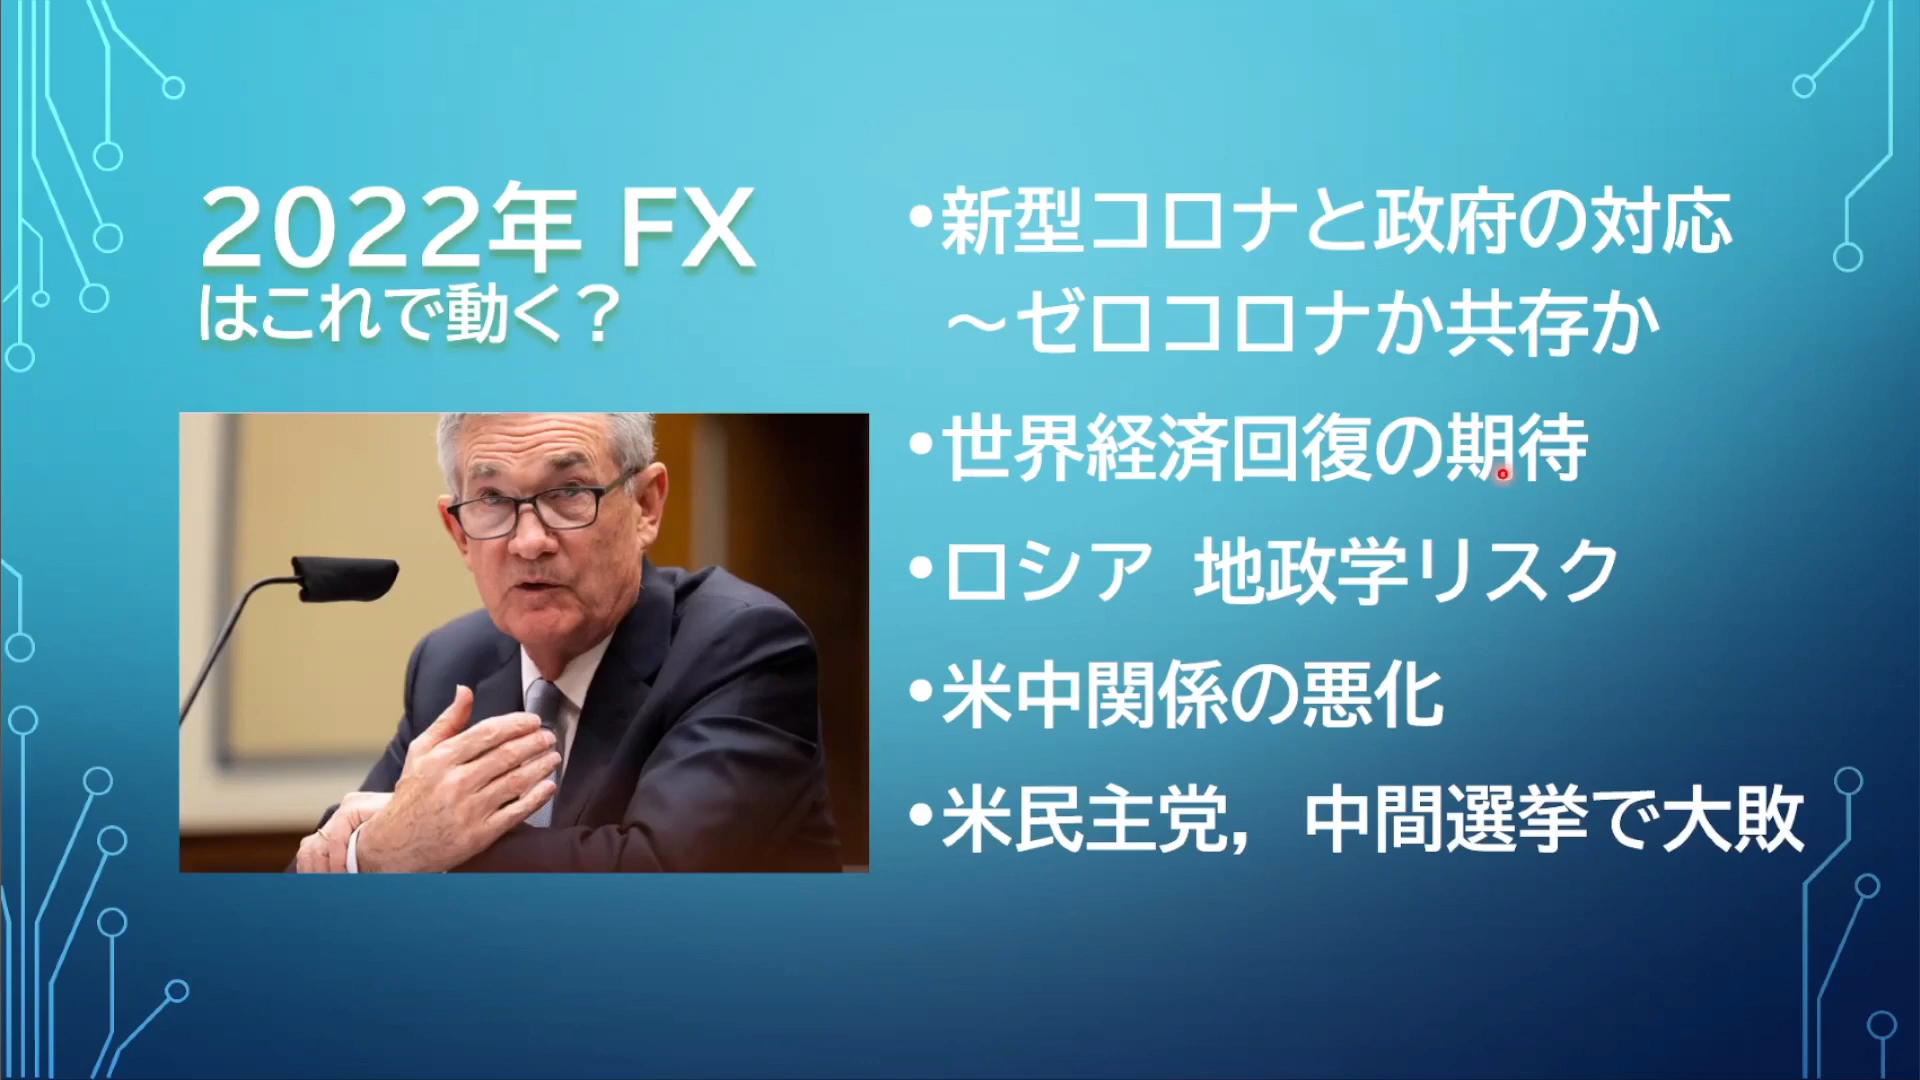 2022年 FX
はこれで動く？
•新型コロナと政府の対応
～ゼロコロナか共存か
•世界経済回復の期待
•ロシア 地政学リスク
•米中関係の悪化
•米民主党，中間選挙で大敗